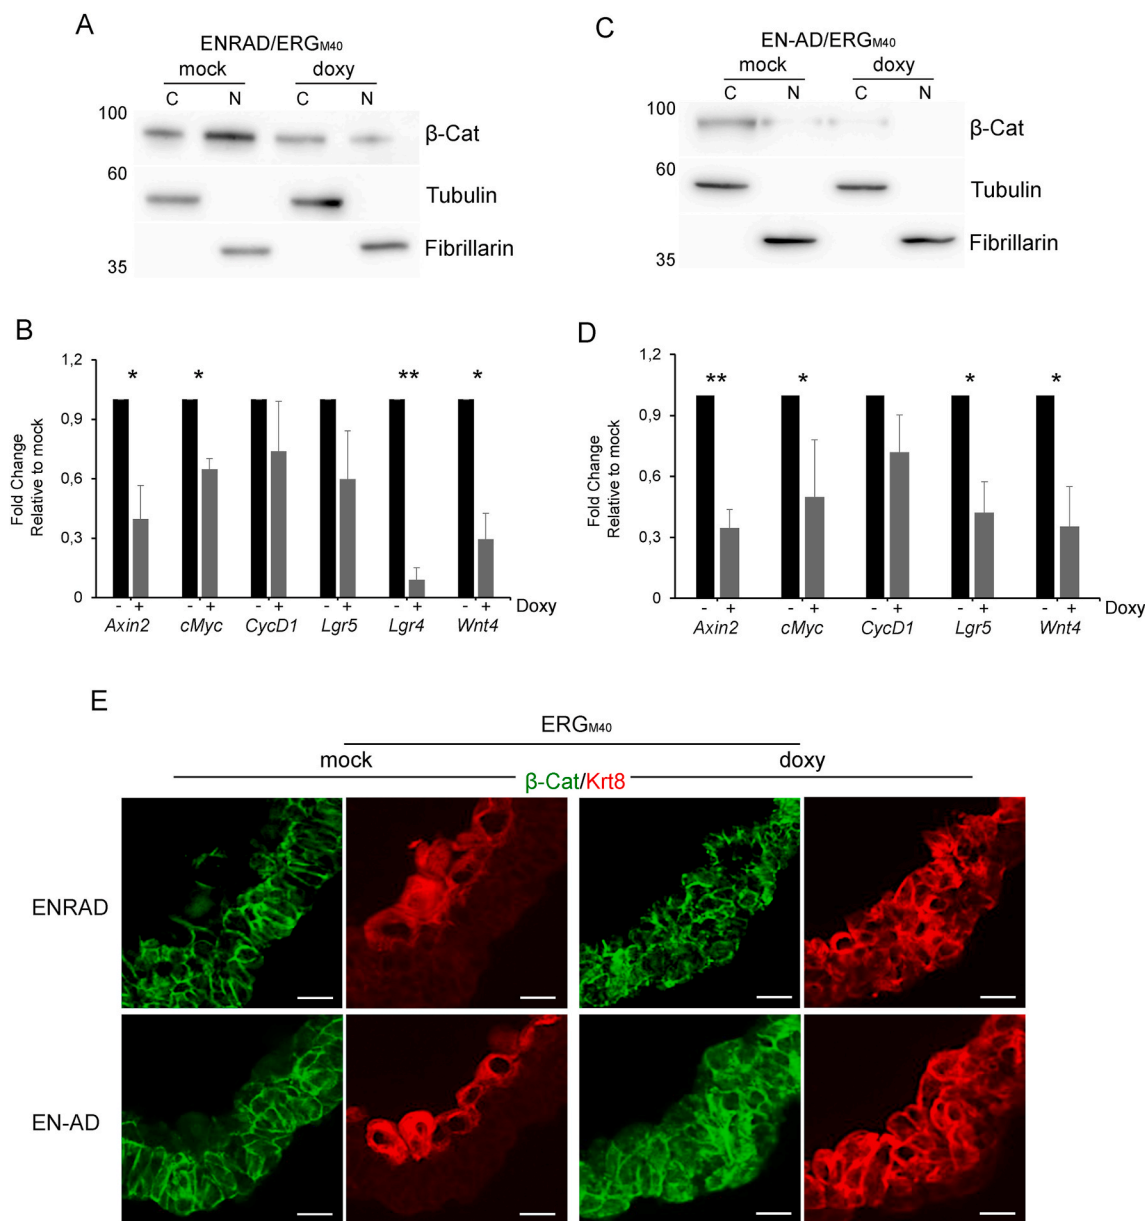 A
ENRAD/ERGM40
mock doxy
C N C N
100
β-Cat
60
Tubulin
Fibrillarin
35
C
EN-AD/ERGM40
mock doxy
C N C N
100
β-Cat
60
Tubulin
Fibrillarin
35
B
Fold Change
Relative to mock
1,2
0,9
0,6
0,3
0
* * ** *
- + - + - + - + - + - + Doxy
Axin2 cMyc CycD1 Lgr5 Lgr4 Wnt4
D
Fold Change
Relative to mock
1,2
0,9
0,6
0,3
0
** * * *
- + - + - + - + - + Doxy
Axin2 cMyc CycD1 Lgr5 Wnt4
E
ERGM40
mock doxy
β-Cat/Krt8
ENRAD
EN-AD